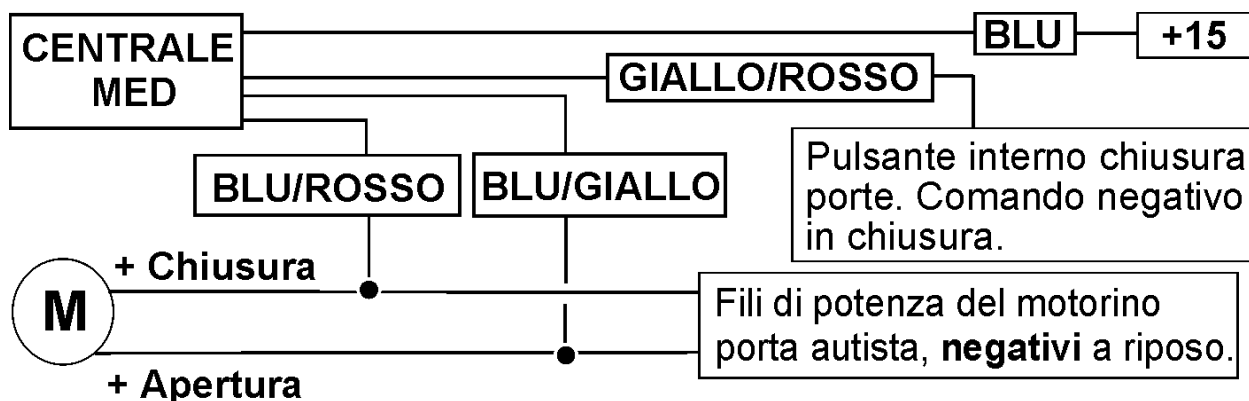 CENTRALE
MED
BLU
+15
GIALLO/ROSSO
BLU/ROSSO
BLU/GIALLO
Pulsante interno chiusura
porte. Comando negativo
in chiusura.
+ Chiusura
M
Fili di potenza del motorino
porta autista, negativi a riposo.
+ Apertura